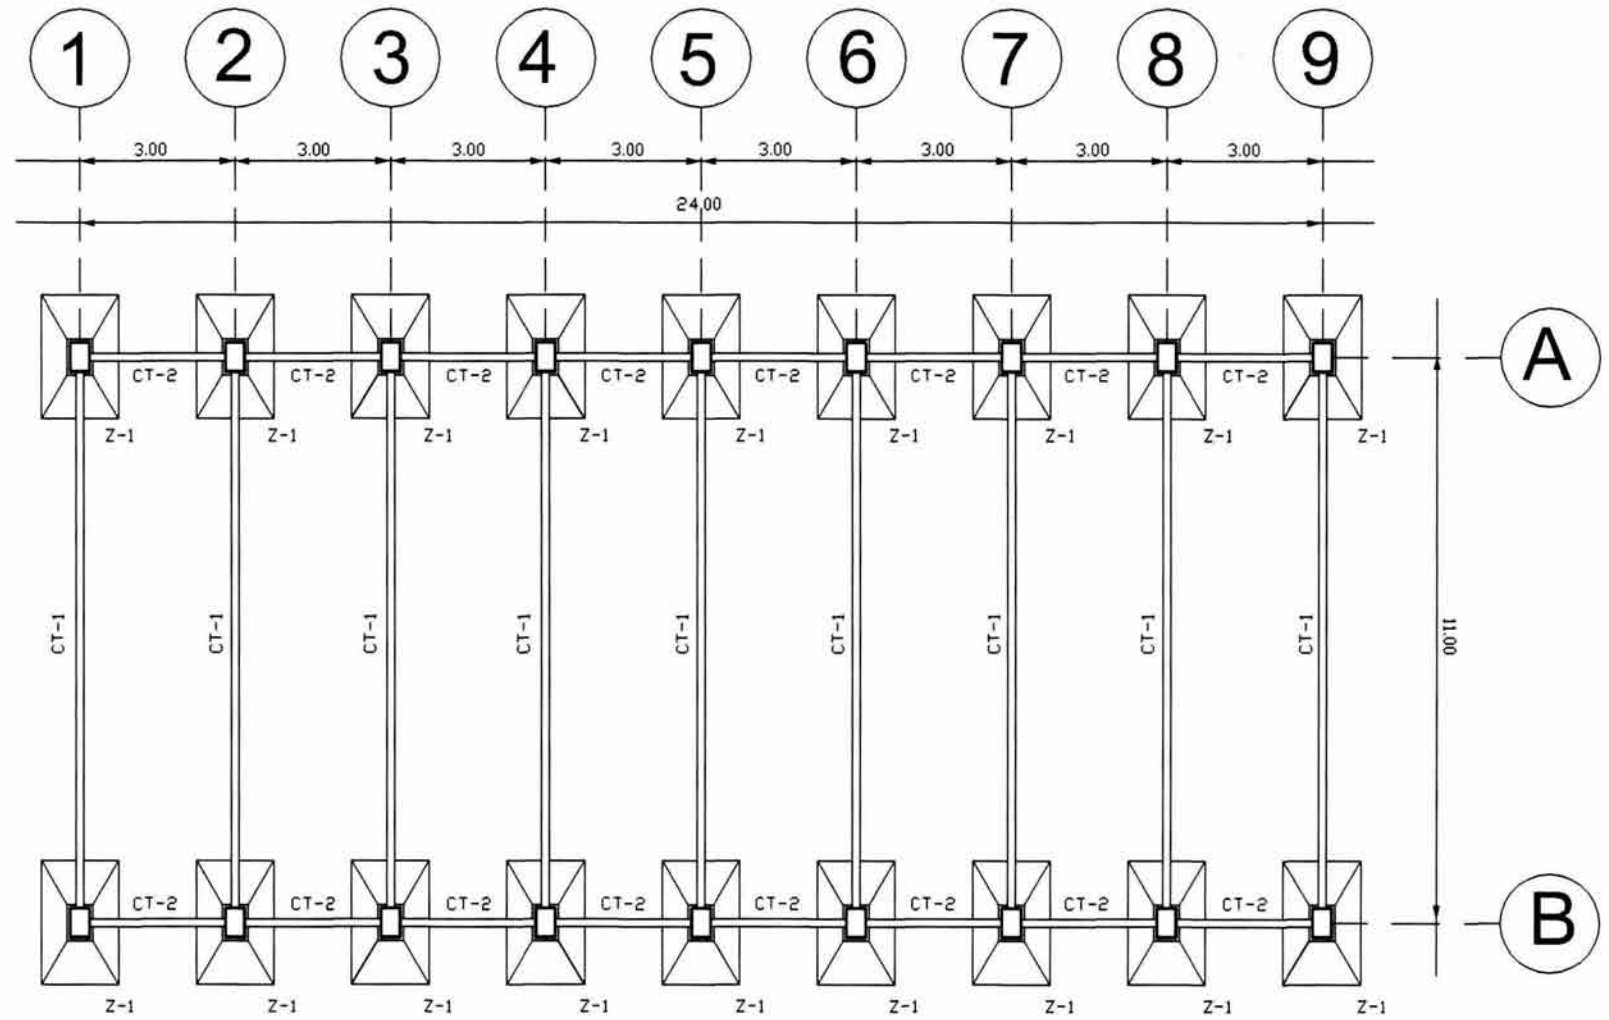 1 2 3 4 5 6 7 8 9
3.00 3.00 3.00 3.00 3.00 3.00 3.00 3.00
24.00
A
CT-2 CT-2 CT-2 CT-2 CT-2 CT-2 CT-2 CT-2
Z-1 Z-1 Z-1 Z-1 Z-1 Z-1 Z-1 Z-1 Z-1
CT-1 CT-1 CT-1 CT-1 CT-1 CT-1 CT-1 CT-1 CT-1
11.00
CT-2 CT-2 CT-2 CT-2 CT-2 CT-2 CT-2 CT-2
B
Z-1 Z-1 Z-1 Z-1 Z-1 Z-1 Z-1 Z-1 Z-1